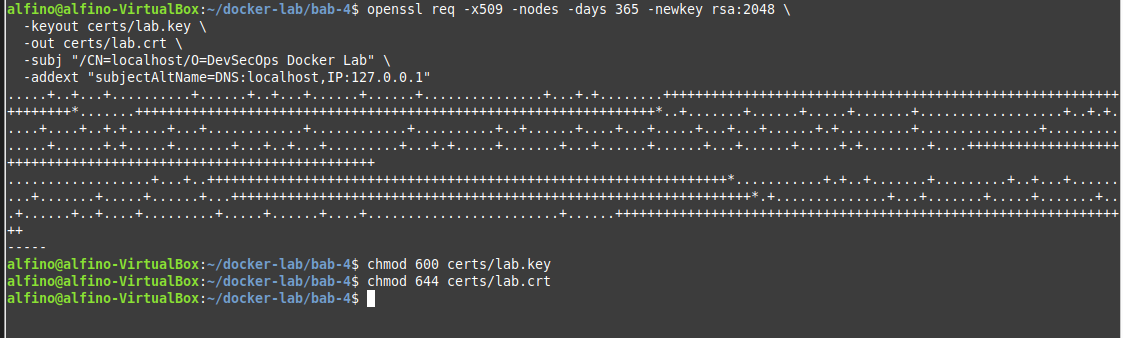 alfino@alfino-VirtualBox:~/docker-lab/bab-4$ openssl req -x509 -nodes -days 365 -newkey rsa:2048 \
  -keyout certs/lab.key \
  -out certs/lab.crt \
  -subj "/CN=localhost/O=DevSecOps Docker Lab" \
  -addext "subjectAltName=DNS:localhost,IP:127.0.0.1"
-----
alfino@alfino-VirtualBox:~/docker-lab/bab-4$ chmod 600 certs/lab.key
alfino@alfino-VirtualBox:~/docker-lab/bab-4$ chmod 644 certs/lab.crt
alfino@alfino-VirtualBox:~/docker-lab/bab-4$